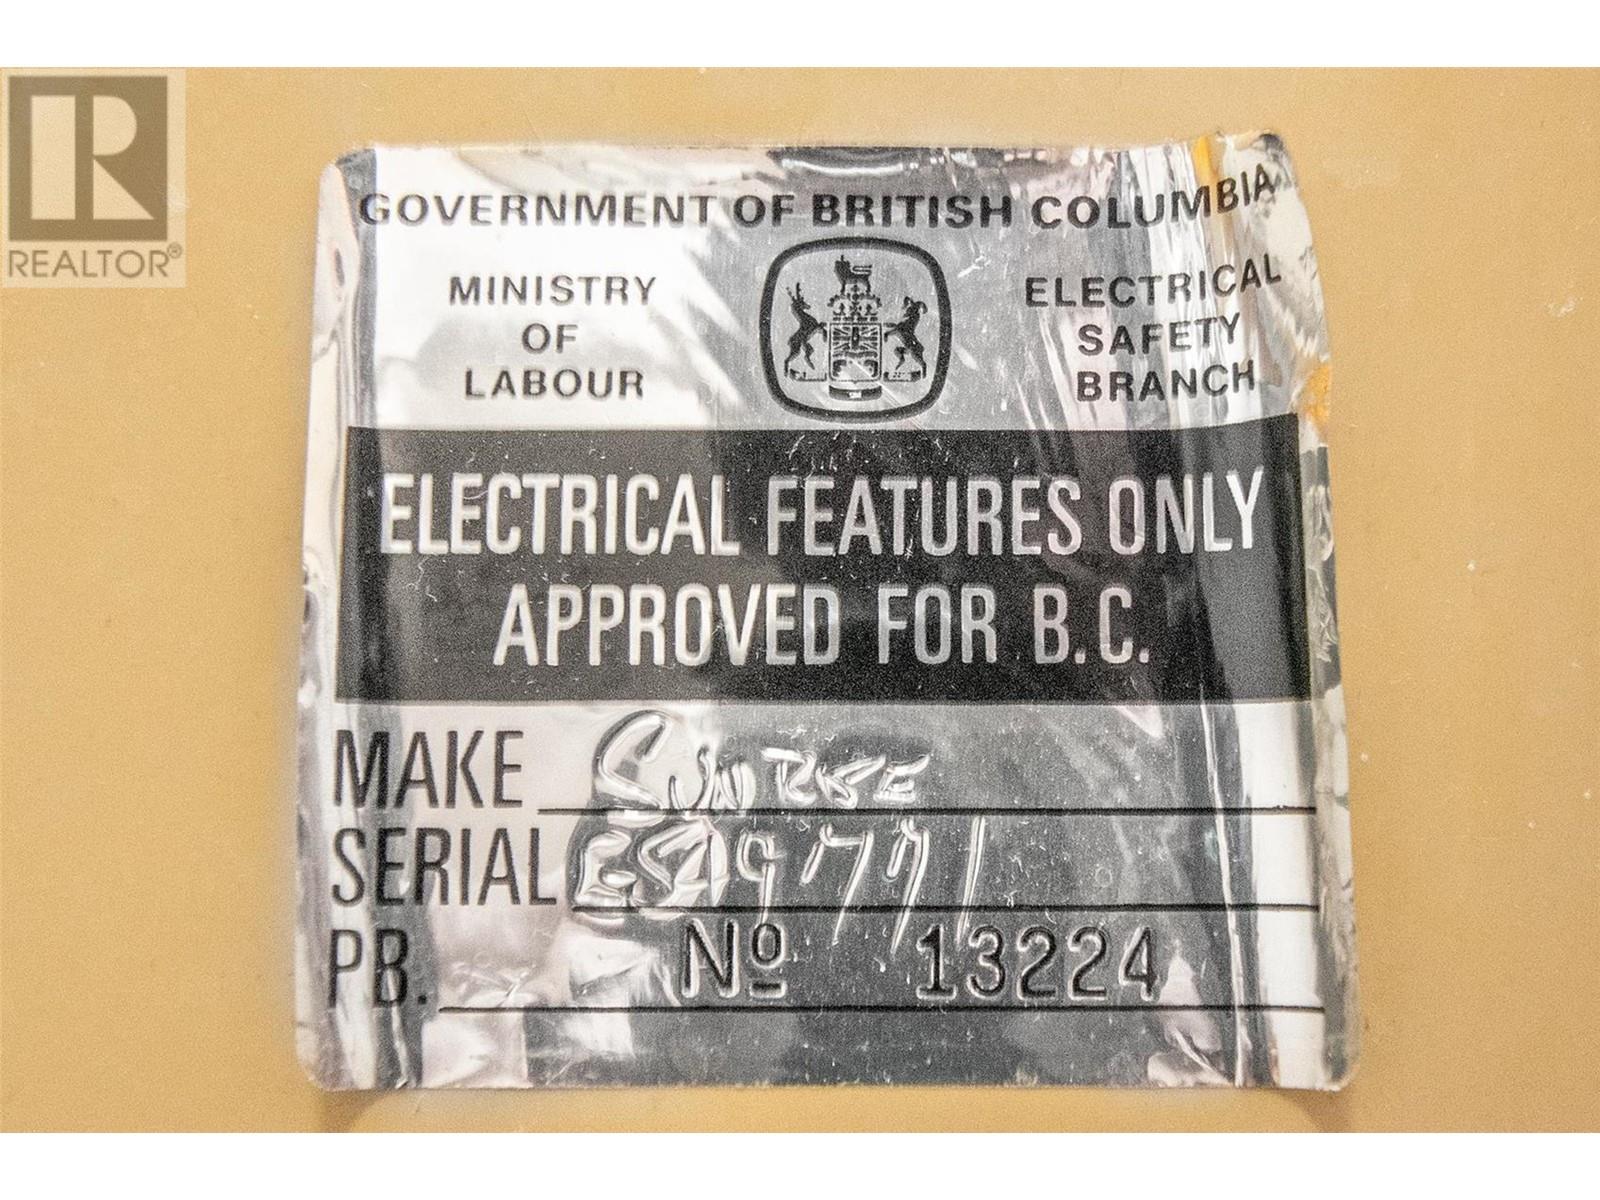 REALTOR®
GOVERNMENT OF BRITISH COLUMBIA
MINISTRY
OF
LABOUR
ELECTRICAL
SAFETY
BRANCH
ELECTRICAL FEATURES ONLY
APPROVED FOR B.C.
MAKE
SERIAL
PB. Nº 13224